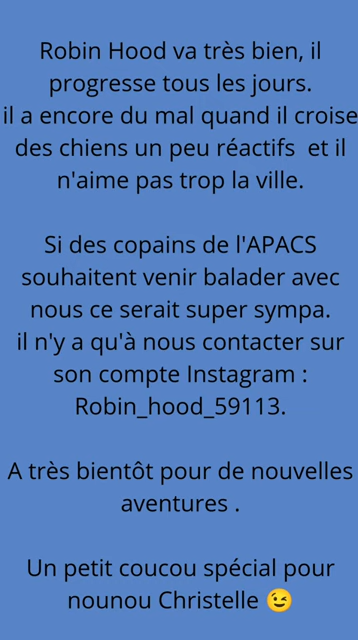 Robin Hood va très bien, il
progresse tous les jours.
il a encore du mal quand il croise
des chiens un peu réactifs et il
n'aime pas trop la ville.
Si des copains de l'APACS
souhaitent venir balader avec
nous ce serait super sympa.
il n'y a qu'à nous contacter sur
son compte Instagram :
Robin_hood_59113.
A très bientôt pour de nouvelles
aventures .
Un petit coucou spécial pour
nounou Christelle 😉